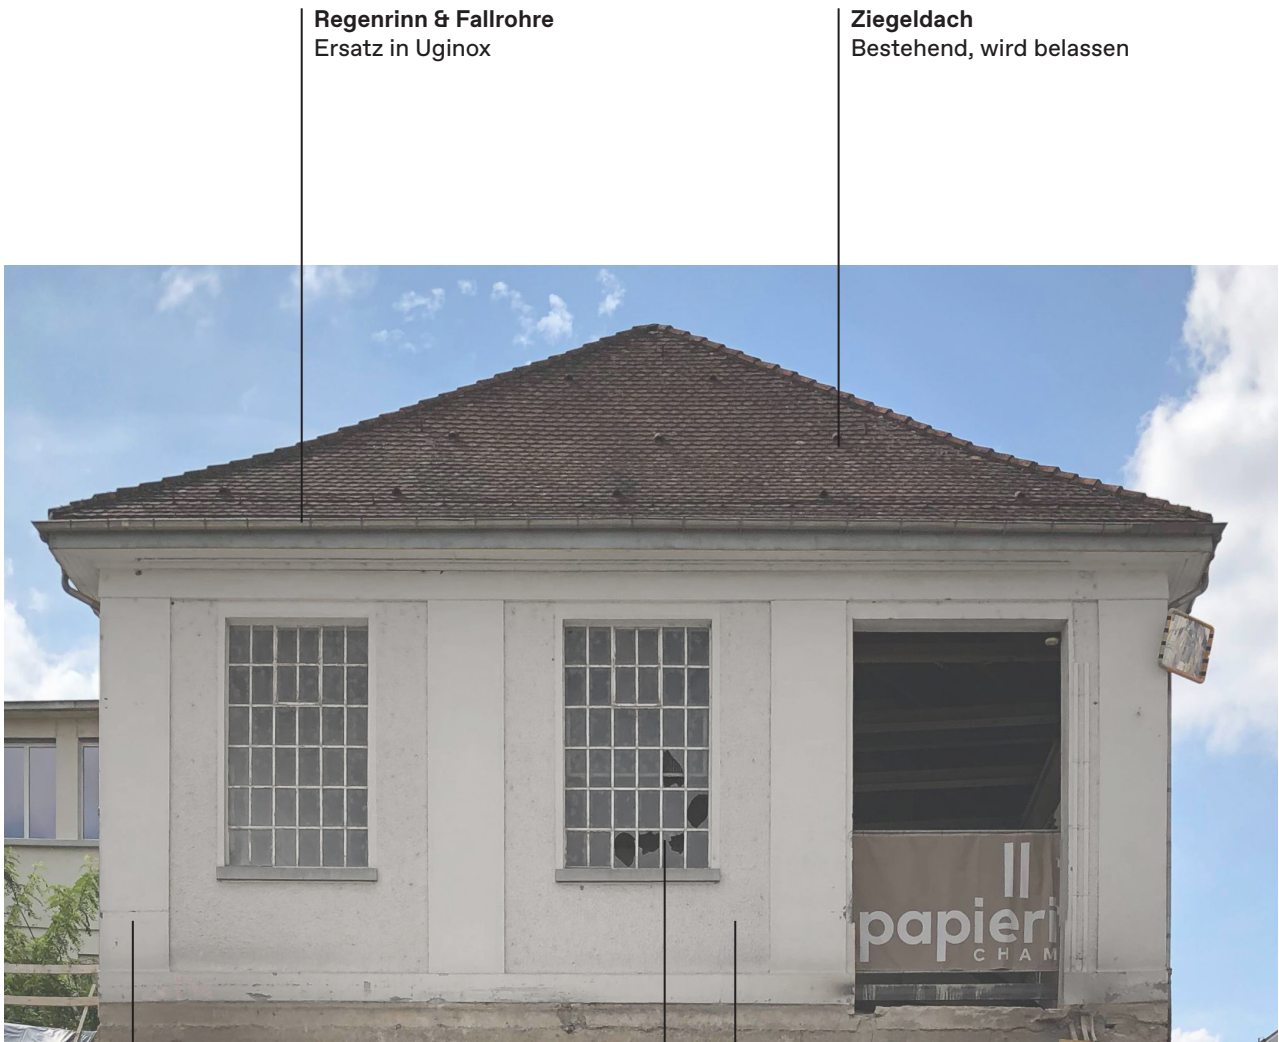 Regenrinn & Fallrohre
Ersatz in Uginox
Ziegeldach
Bestehend, wird belassen
papieri
CHAM